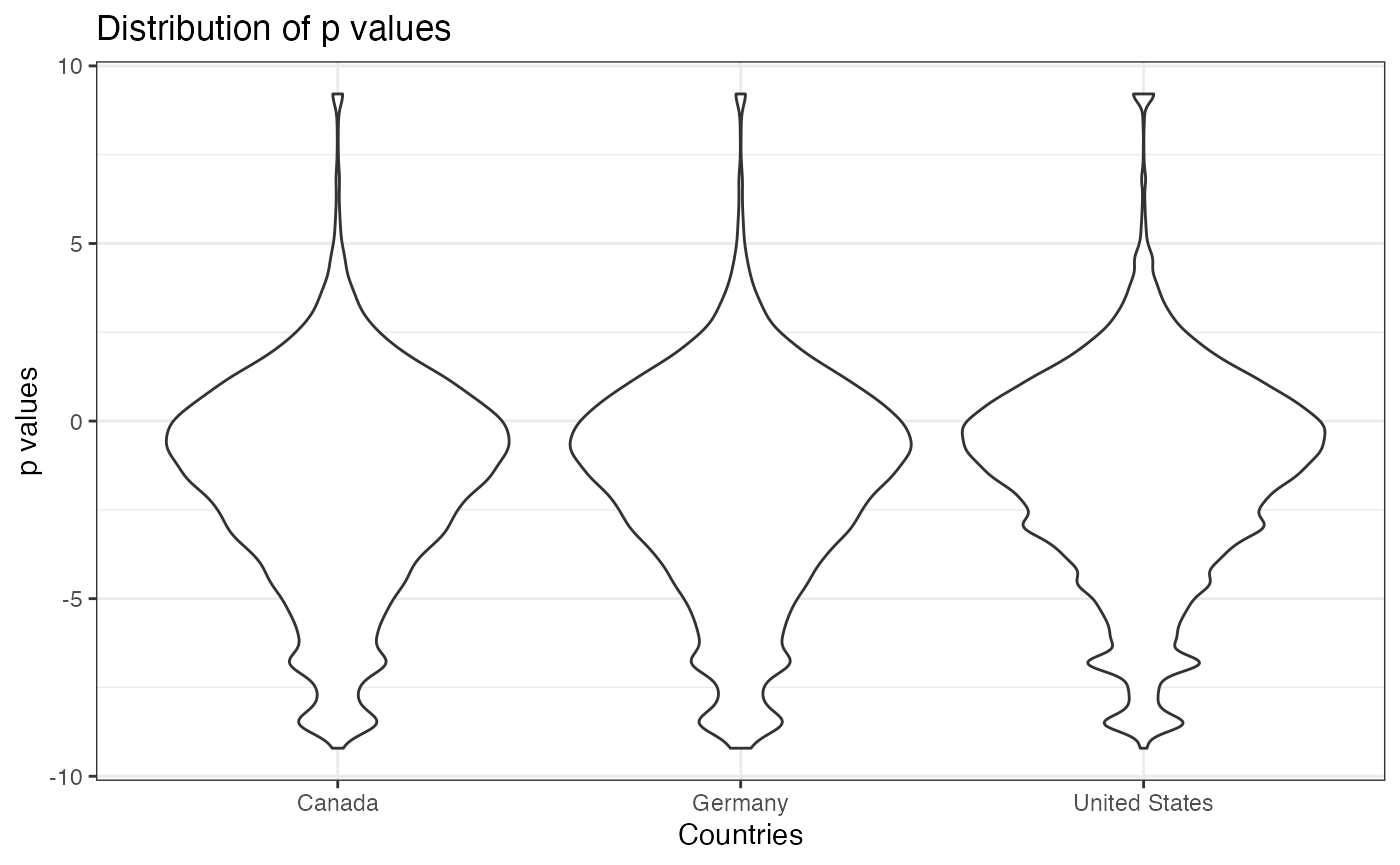 Distribution of p values
10
5
0
-5
-10
p values
Canada Germany United States
Countries